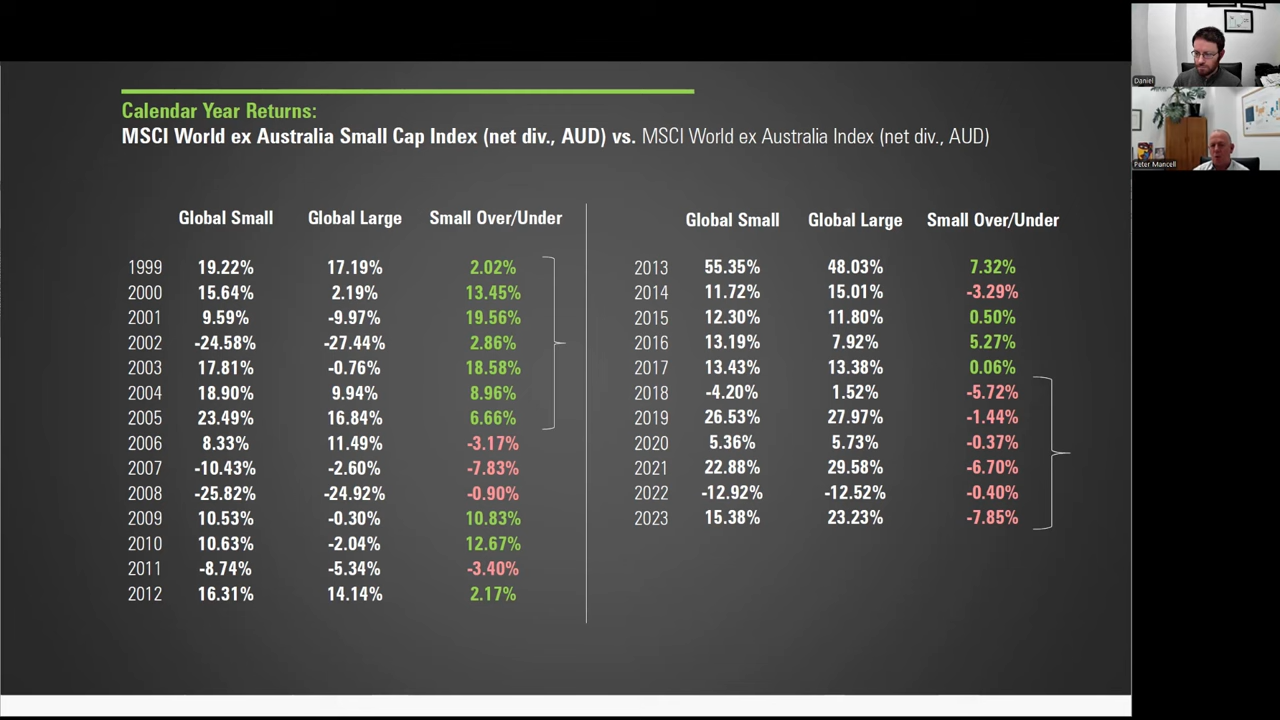 Calendar Year Returns:
MSCI World ex Australia Small Cap Index (net div., AUD) vs. MSCI World ex Australia Index (net div., AUD)
Global Small Global Large Small Over/Under
1999 19.22% 17.19% 2.02%
2000 15.64% 2.19% 13.45%
2001 9.59% -9.97% 19.56%
2002 -24.58% -27.44% 2.86%
2003 17.81% -0.76% 18.58%
2004 18.90% 9.94% 8.96%
2005 23.49% 16.84% 6.66%
2006 8.33% 11.49% -3.17%
2007 -10.43% -2.60% -7.83%
2008 -25.82% -24.92% -0.90%
2009 10.53% -0.30% 10.83%
2010 10.63% -2.04% 12.67%
2011 -8.74% -5.34% -3.40%
2012 16.31% 14.14% 2.17%
Global Small Global Large Small Over/Under
2013 55.35% 48.03% 7.32%
2014 11.72% 15.01% -3.29%
2015 12.30% 11.80% 0.50%
2016 13.19% 7.92% 5.27%
2017 13.43% 13.38% 0.06%
2018 -4.20% 1.52% -5.72%
2019 26.53% 27.97% -1.44%
2020 5.36% 5.73% -0.37%
2021 22.88% 29.58% -6.70%
2022 -12.92% -12.52% -0.40%
2023 15.38% 23.23% -7.85%
Daniel
Peter Mancell